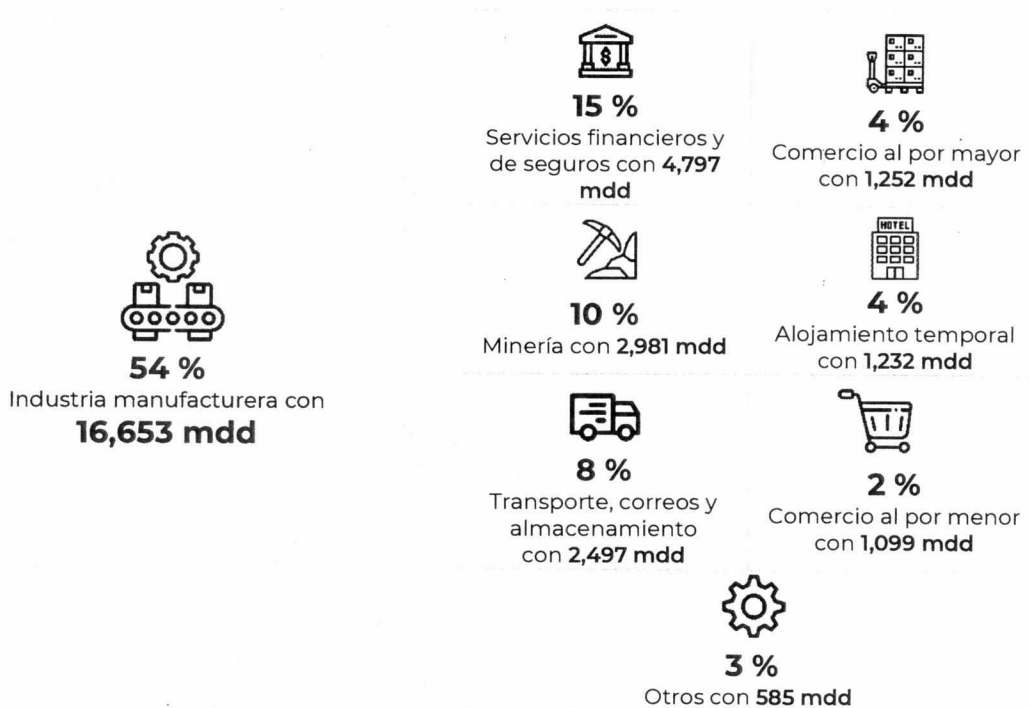 54 %
Industria manufacturera con
16,653 mdd
$
15 %
Servicios financieros y
de seguros con 4,797
mdd
4 %
Comercio al por mayor
con 1,252 mdd
10 %
Minería con 2,981 mdd
HOTEL
4 %
Alojamiento temporal
con 1,232 mdd
8 %
Transporte, correos y
almacenamiento
con 2,497 mdd
2 %
Comercio al por menor
con 1,099 mdd
3 %
Otros con 585 mdd